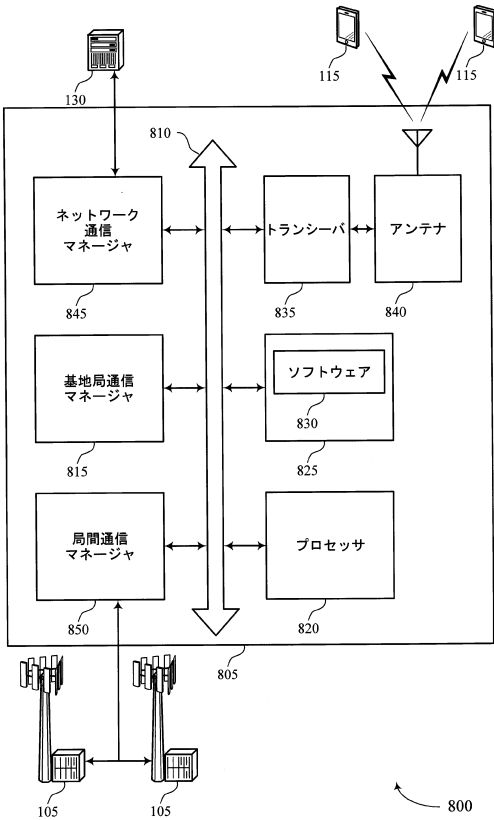 115
115
130
810
ネットワーク
通信
マネージャ
845
トランシーバ
835
アンテナ
840
基地局通信
マネージャ
815
ソフトウェア
830
825
局間通信
マネージャ
850
プロセッサ
820
805
105
105
800